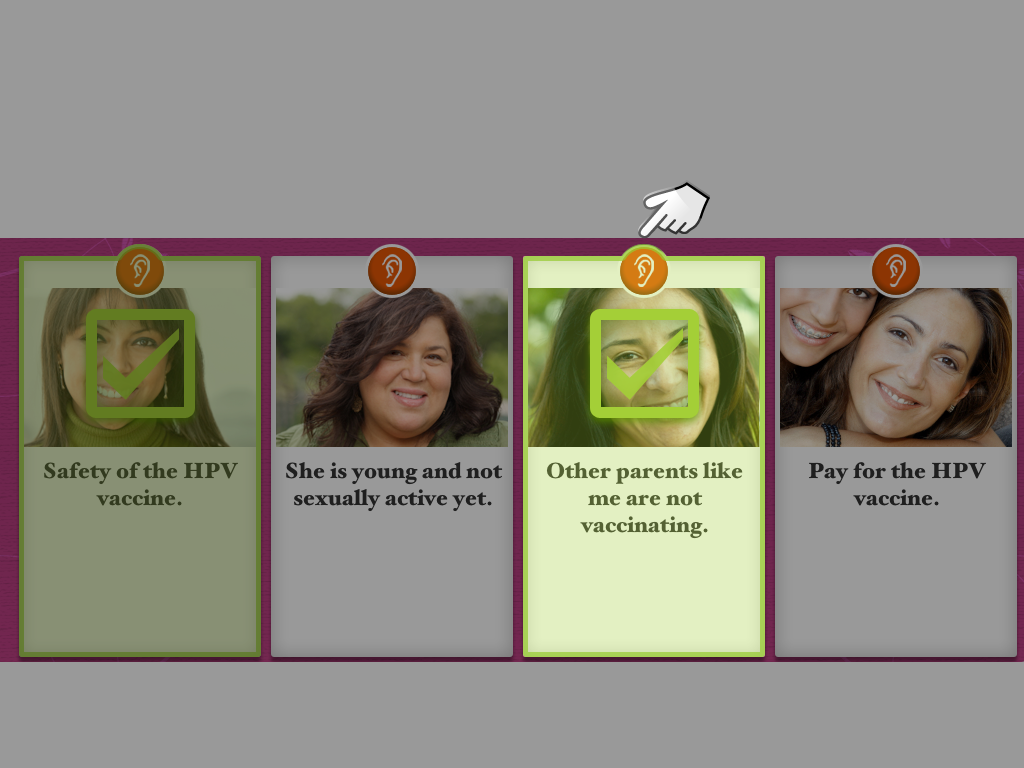 Safety of the HPV
vaccine.
She is young and not
sexually active yet.
Other parents like
me are not
vaccinating.
Pay for the HPV
vaccine.